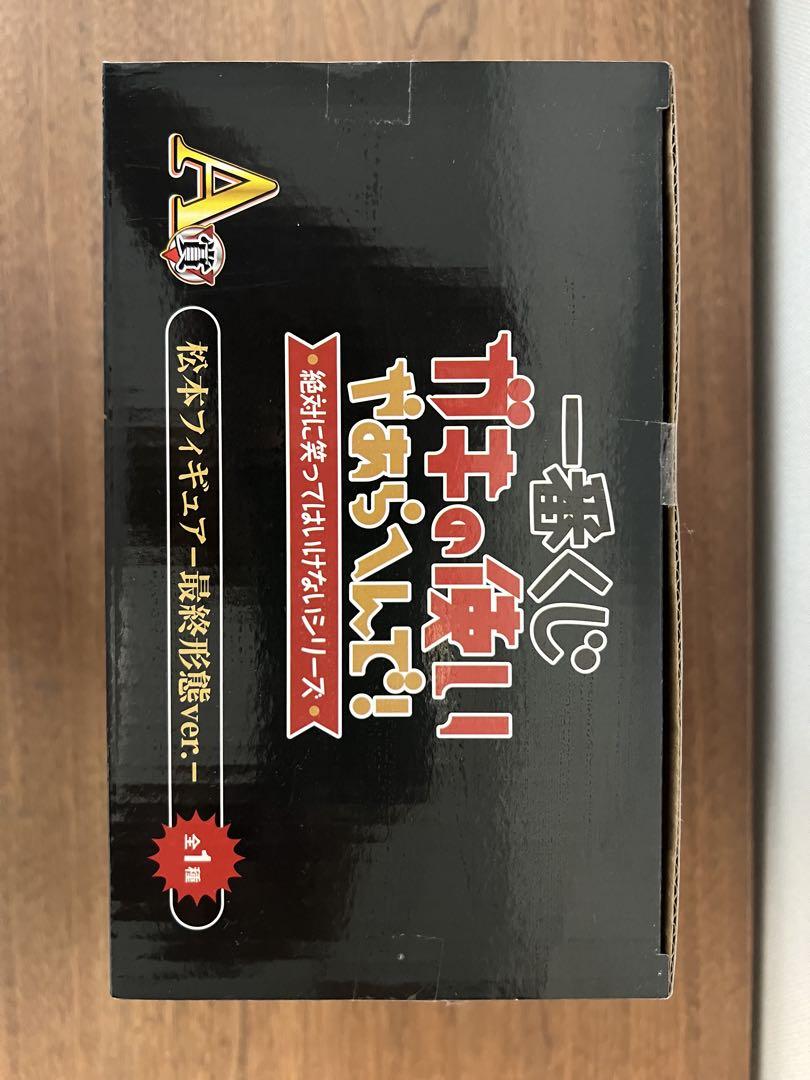 一番くじ
ガキの使い
やあらへんで!
・絶対に笑ってはいけないシリーズ・
A賞
松本フィギュアー最終形態ver.ー
全1種